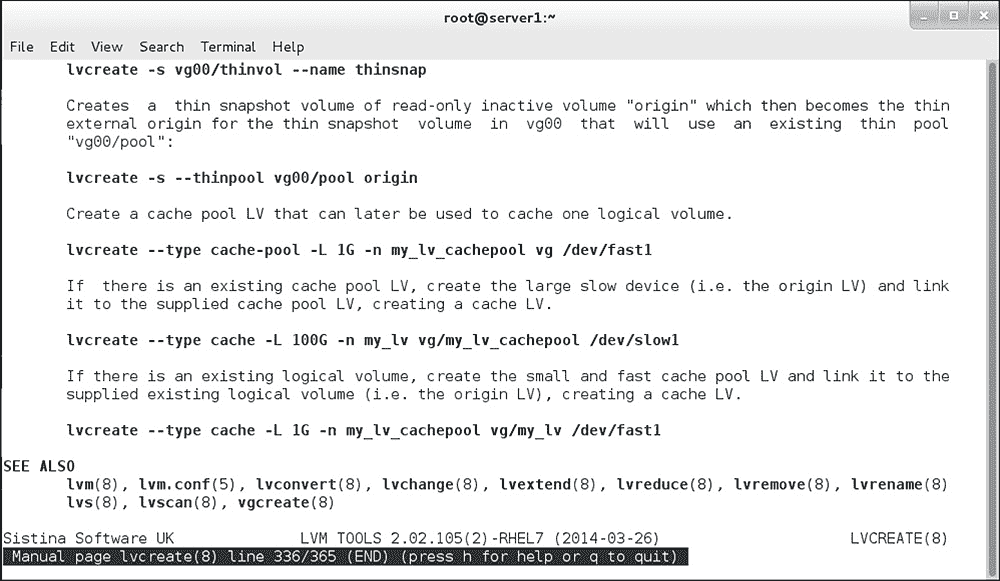 root@server1:~
File Edit View Search Terminal Help
lvcreate -s vg00/thinvol --name thinsnap
Creates a thin snapshot volume of read-only inactive volume "origin" which then becomes the thin
external origin for the thin snapshot volume in vg00 that will use an existing thin pool
"vg00/pool":
lvcreate -s --thinpool vg00/pool origin
Create a cache pool LV that can later be used to cache one logical volume.
lvcreate --type cache-pool -L 1G -n my_lv_cachepool vg /dev/fast1
If there is an existing cache pool LV, create the large slow device (i.e. the origin LV) and link
it to the supplied cache pool LV, creating a cache LV.
lvcreate --type cache -L 100G -n my_lv vg/my_lv_cachepool /dev/slow1
If there is an existing logical volume, create the small and fast cache pool LV and link it to the
supplied existing logical volume (i.e. the origin LV), creating a cache LV.
lvcreate --type cache -L 1G -n my_lv_cachepool vg/my_lv /dev/fast1
SEE ALSO
lvm(8), lvm.conf(5), lvconvert(8), lvchange(8), lvextend(8), lvreduce(8), lvremove(8), lvrename(8)
lvs(8), lvscan(8), vgcreate(8)
Sistina Software UK LVM TOOLS 2.02.105(2)-RHEL7 (2014-03-26) LVCREATE(8)
Manual page lvcreate(8) line 336/365 (END) (press h for help or q to quit)